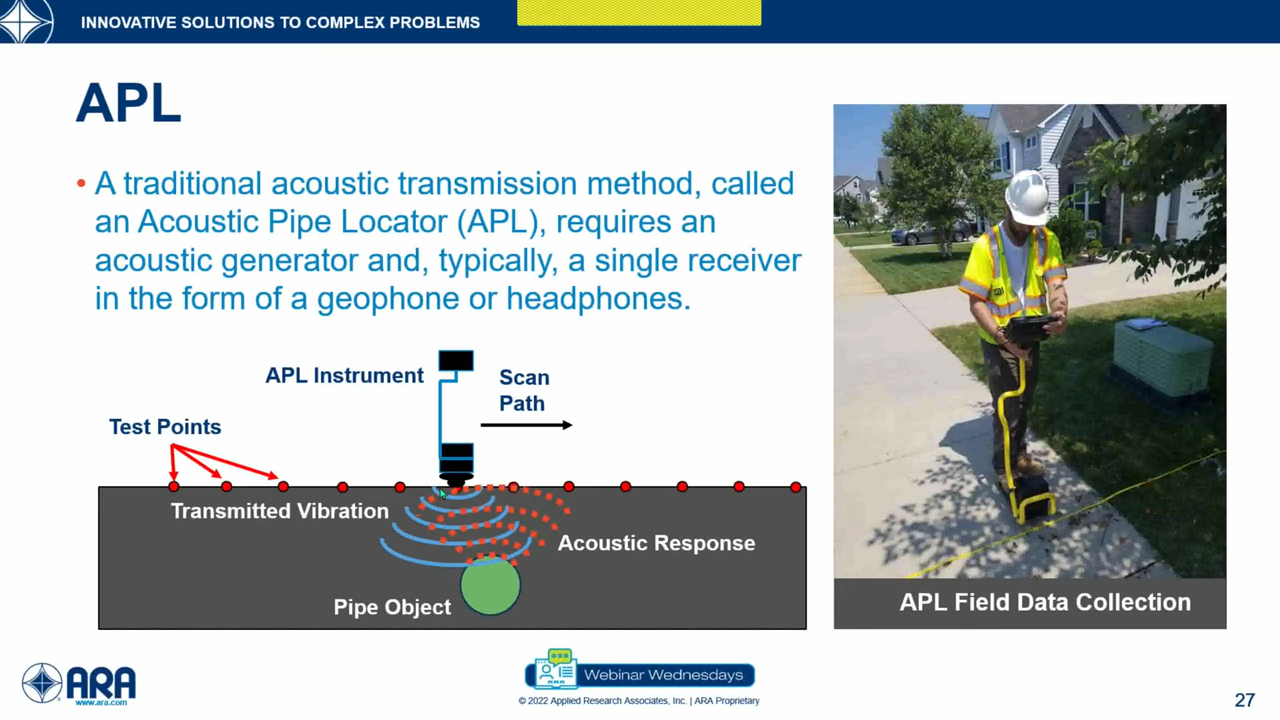 INNOVATIVE SOLUTIONS TO COMPLEX PROBLEMS
APL
• A traditional acoustic transmission method, called
an Acoustic Pipe Locator (APL), requires an
acoustic generator and, typically, a single receiver
in the form of a geophone or headphones.
APL Instrument
Scan
Path
Test Points
Transmitted Vibration
Acoustic Response
Pipe Object
APL Field Data Collection
ARA
www.ara.com
Webinar Wednesdays
© 2022 Applied Research Associates, Inc. | ARA Proprietary
27